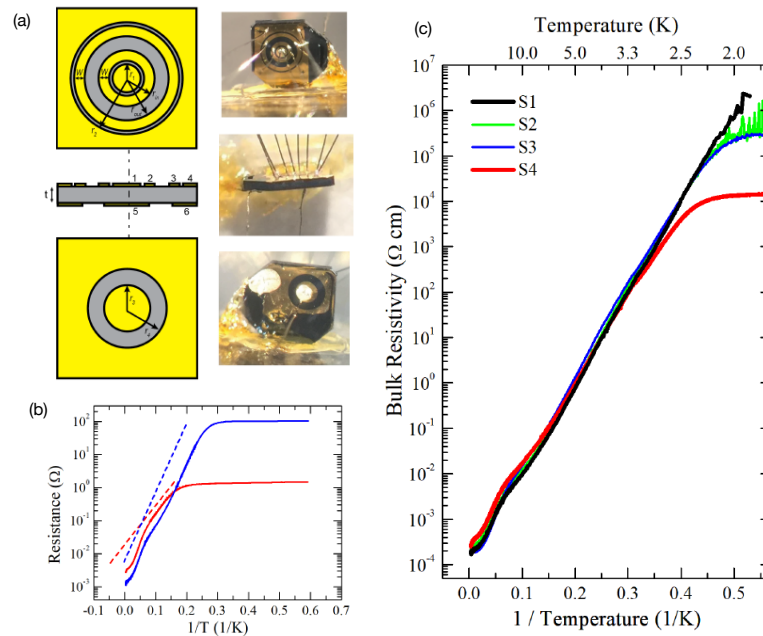 (a)
W
W
r1
rin
rout
r2
t
1 2 3 4
5 6
r3
r4
(b)
Resistance (Ω)
10²
10¹
10⁰
10⁻¹
10⁻²
10⁻³
-0.1 0.0 0.1 0.2 0.3 0.4 0.5 0.6 0.7
1/T (1/K)
(c)
Temperature (K)
10.0 5.0 3.3 2.5 2.0
S1
S2
S3
S4
Bulk Resistivity (Ω cm)
10⁷
10⁶
10⁵
10⁴
10³
10²
10¹
10⁰
10⁻¹
10⁻²
10⁻³
10⁻⁴
0.0 0.1 0.2 0.3 0.4 0.5
1 / Temperature (1/K)